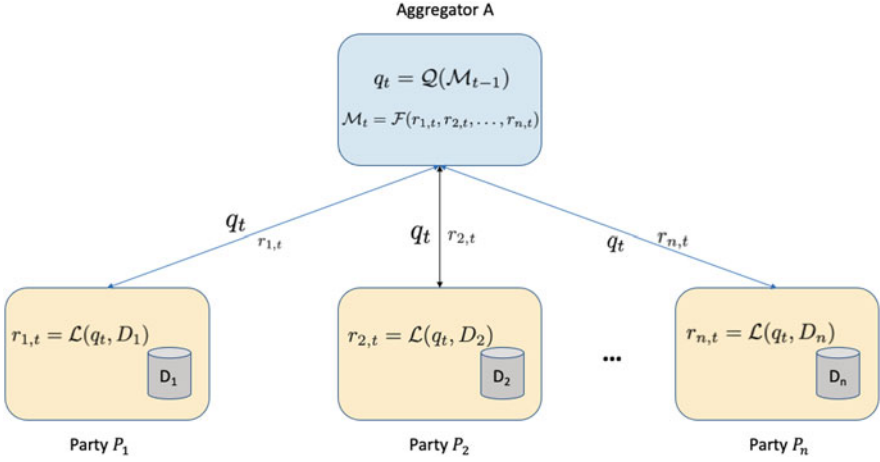 Aggregator A
q_t = 𝒬(ℳ_{t−1})
ℳ_t = ℱ(r_{1,t}, r_{2,t}, . . . , r_{n,t})
q_t
r_{1,t}
q_t
r_{2,t}
q_t
r_{n,t}
r_{1,t} = ℒ(q_t, D_1)
D_1
r_{2,t} = ℒ(q_t, D_2)
D_2
...
r_{n,t} = ℒ(q_t, D_n)
D_n
Party P_1
Party P_2
Party P_n